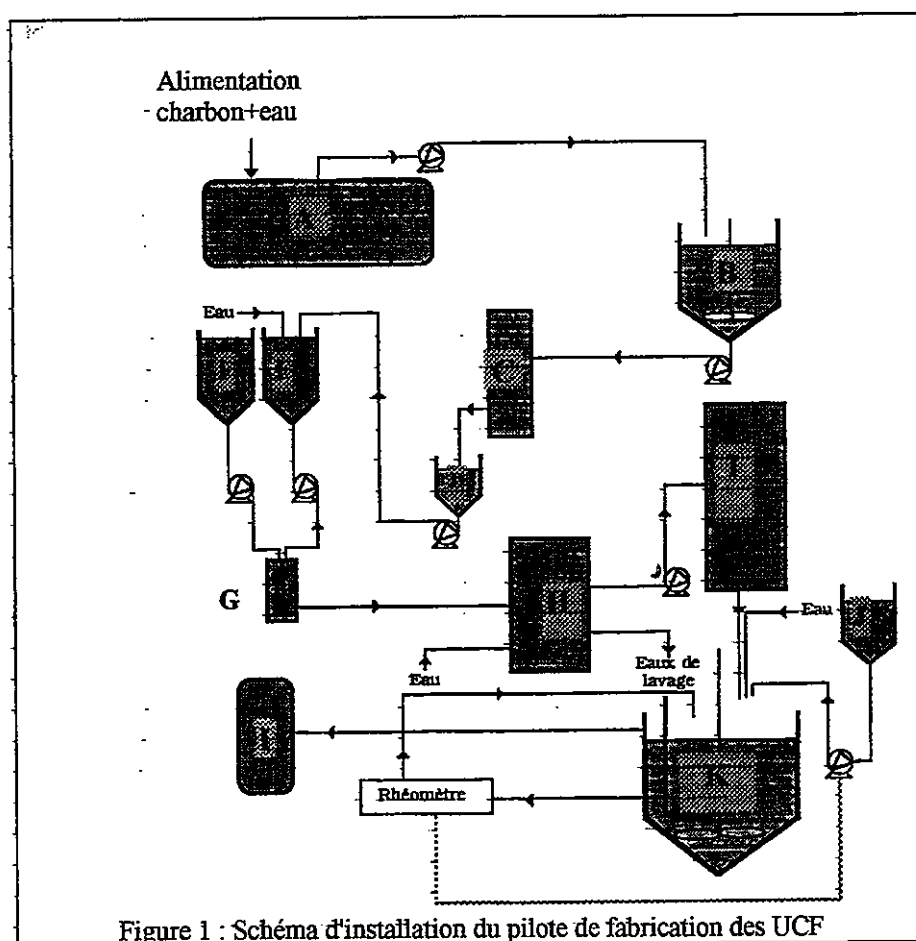 Alimentation
charbon+eau
A
B
Eau
C
G
H
Eau
Eau
Eaux de
lavage
K
Rhéomètre
Figure 1 : Schéma d'installation du pilote de fabrication des UCF